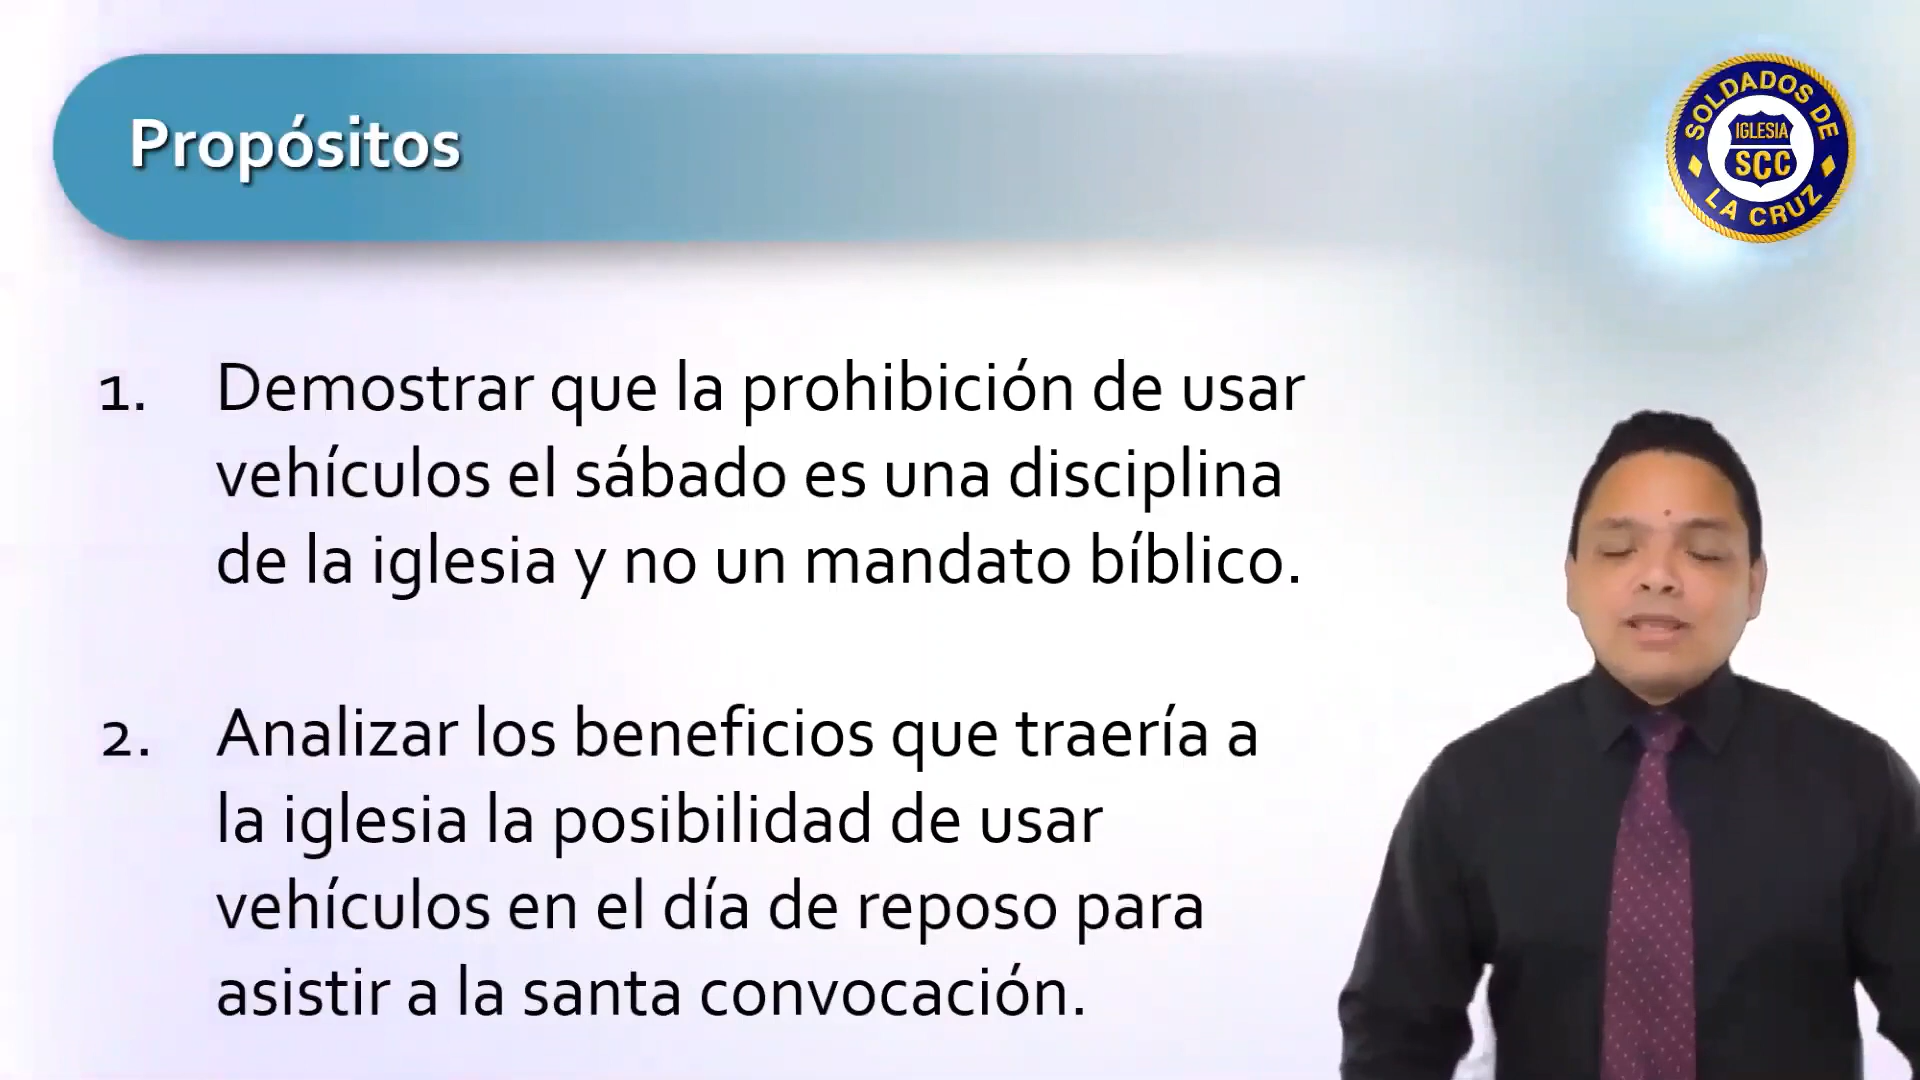 Propósitos
SOLDADOS DE
IGLESIA
SCC
LA CRUZ
1. Demostrar que la prohibición de usar
vehículos el sábado es una disciplina
de la iglesia y no un mandato bíblico.
2. Analizar los beneficios que traería a
la iglesia la posibilidad de usar
vehículos en el día de reposo para
asistir a la santa convocación.